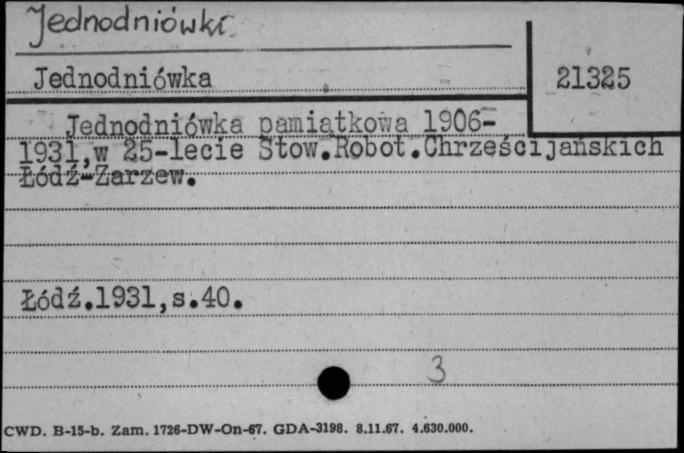 Jednodniówki
Jednodniówka
21325
Jednodniówka pamiątkowa 1906-
1931,w 25-lecie Stow.Robot.Chrześcijańskich
Łódź-Zarzew.
Łódź.1931,s.40.
3
CWD. B-15-b. Zam. 1726-DW-On-67. GDA-3198. 8.11.67. 4.630.000.